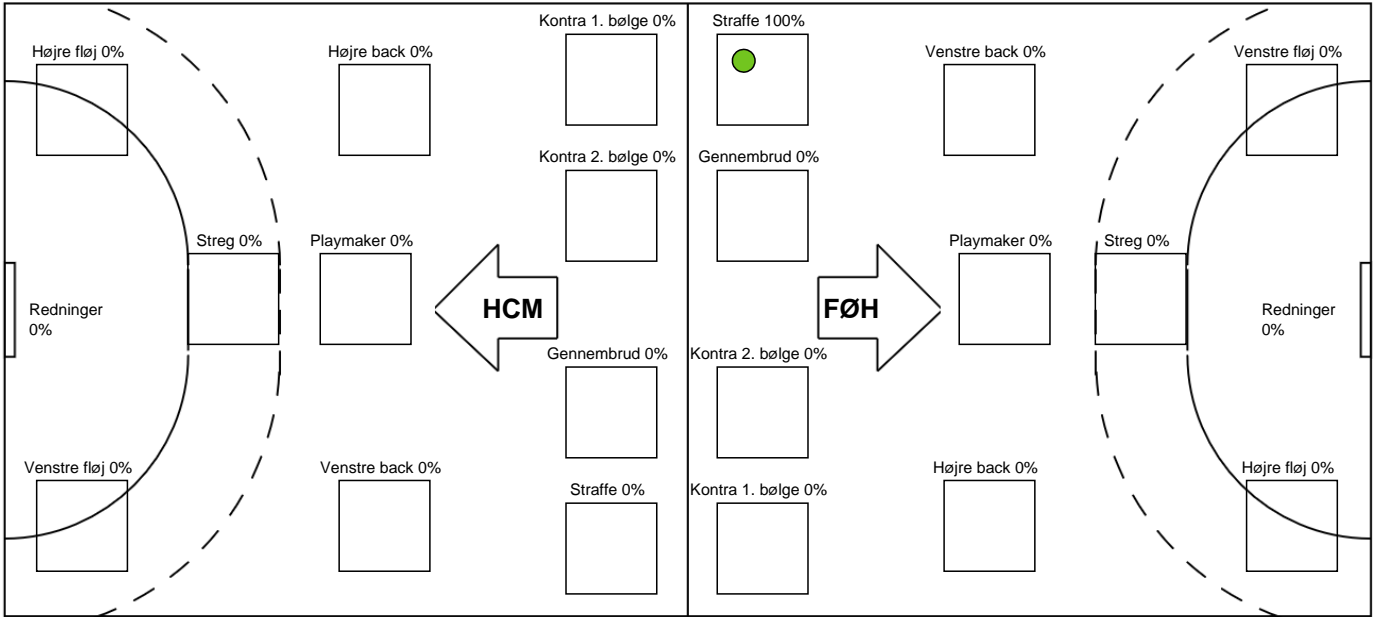 Kontra 1. bølge 0%
Straffe 100%
Højre fløj 0%
Højre back 0%
Venstre back 0%
Venstre fløj 0%
Kontra 2. bølge 0%
Gennembrud 0%
Streg 0%
Playmaker 0%
Playmaker 0%
Streg 0%
Redninger
0%
HCM
FØH
Redninger
0%
Gennembrud 0%
Kontra 2. bølge 0%
Venstre fløj 0%
Venstre back 0%
Højre back 0%
Højre fløj 0%
Straffe 0%
Kontra 1. bølge 0%